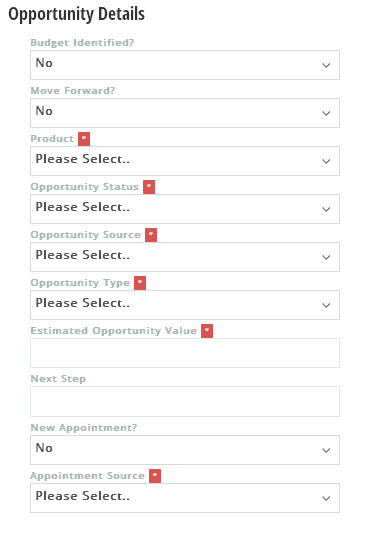 Opportunity Details
Budget Identified?
No
Move Forward?
No
Product *
Please Select..
Opportunity Status *
Please Select..
Opportunity Source *
Please Select..
Opportunity Type *
Please Select..
Estimated Opportunity Value *
Next Step
New Appointment?
No
Appointment Source *
Please Select..